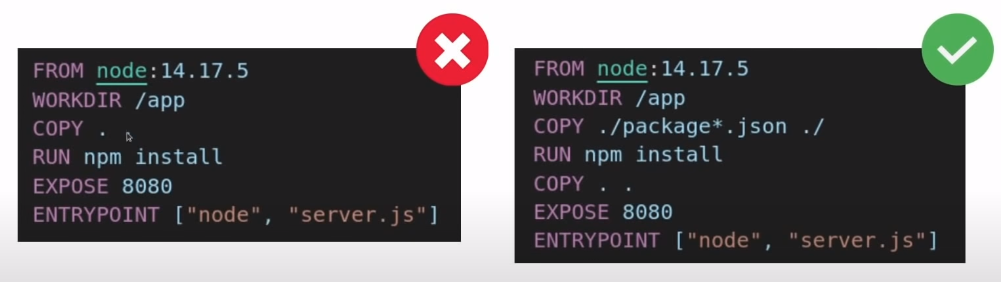 FROM node:14.17.5
WORKDIR /app
COPY .
RUN npm install
EXPOSE 8080
ENTRYPOINT ["node", "server.js"]
FROM node:14.17.5
WORKDIR /app
COPY ./package*.json ./
RUN npm install
COPY . .
EXPOSE 8080
ENTRYPOINT ["node", "server.js"]